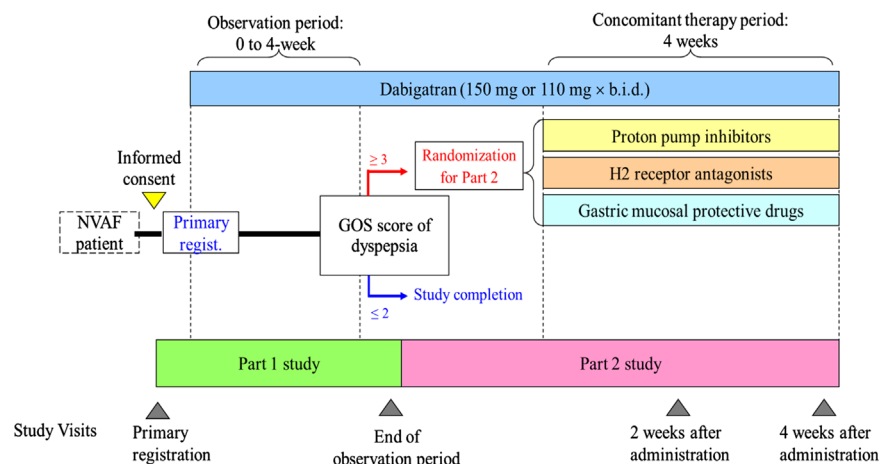 Observation period:
0 to 4-week
Concomitant therapy period:
4 weeks
Dabigatran (150 mg or 110 mg × b.i.d.)
Informed
consent
≥ 3
Randomization
for Part 2
Proton pump inhibitors
H2 receptor antagonists
Gastric mucosal protective drugs
NVAF
patient
Primary
regist.
GOS score of
dyspepsia
Study completion
≤ 2
Part 1 study
Part 2 study
Study Visits
Primary
registration
End of
observation period
2 weeks after
administration
4 weeks after
administration